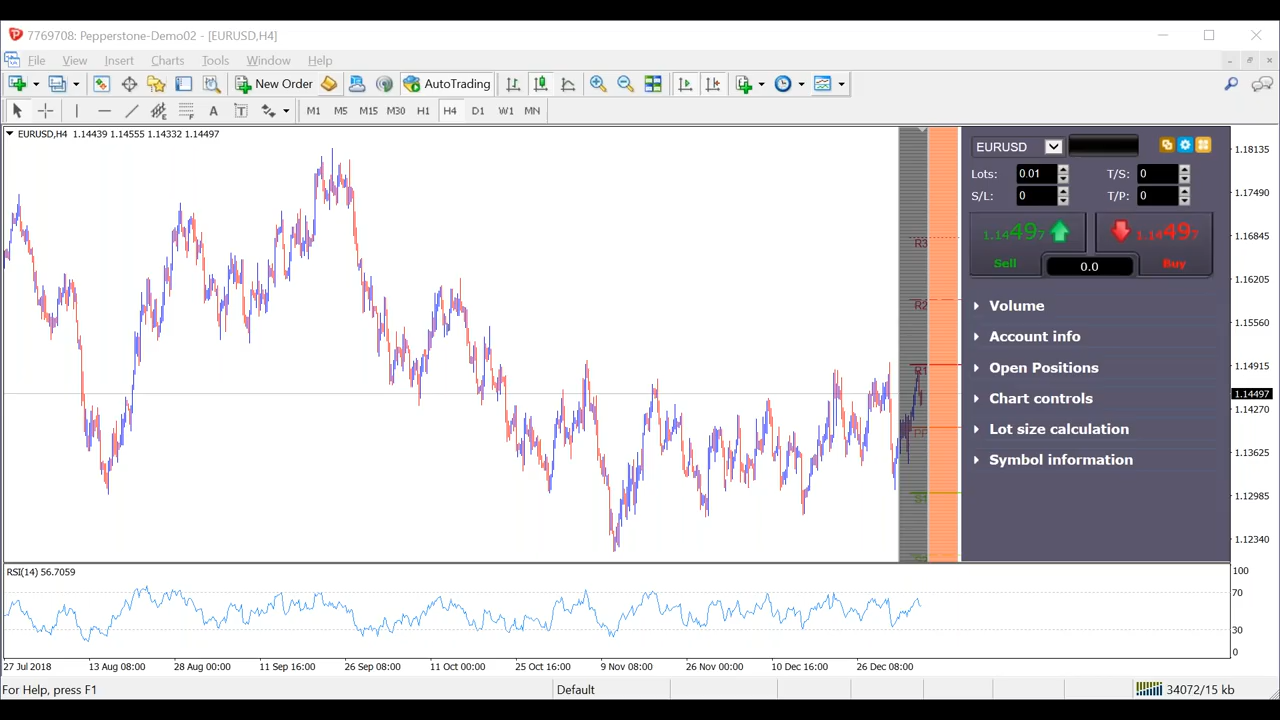 7769708: Pepperstone-Demo02 - [EURUSD,H4]
File View Insert Charts Tools Window Help
New Order AutoTrading
A T M1 M5 M15 M30 H1 H4 D1 W1 MN
EURUSD,H4 1.14439 1.14555 1.14332 1.14497
EURUSD
Lots: 0.01 T/S: 0
S/L: 0 T/P: 0
1.14497 1.14497
Sell 0.0 Buy
Volume
Account info
Open Positions
Chart controls
Lot size calculation
Symbol information
R3
R2
R1
PP
S1
1.18135
1.17490
1.16845
1.16205
1.15560
1.14915
1.14497
1.14270
1.13625
1.12985
1.12340
RSI(14) 56.7059
100
70
30
0
27 Jul 2018 13 Aug 08:00 28 Aug 00:00 11 Sep 16:00 26 Sep 08:00 11 Oct 00:00 25 Oct 16:00 9 Nov 08:00 26 Nov 00:00 10 Dec 16:00 26 Dec 08:00
For Help, press F1 Default 34072/15 kb